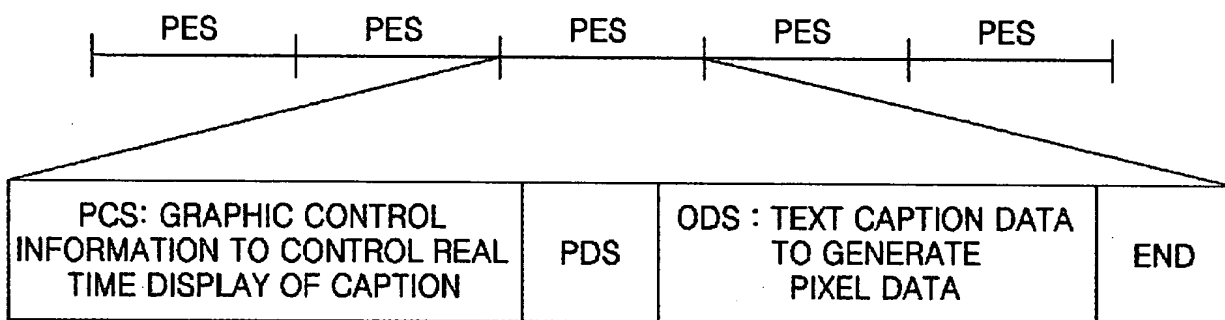 PES PES PES PES PES
PCS: GRAPHIC CONTROL
INFORMATION TO CONTROL REAL
TIME DISPLAY OF CAPTION
PDS
ODS : TEXT CAPTION DATA
TO GENERATE
PIXEL DATA
END